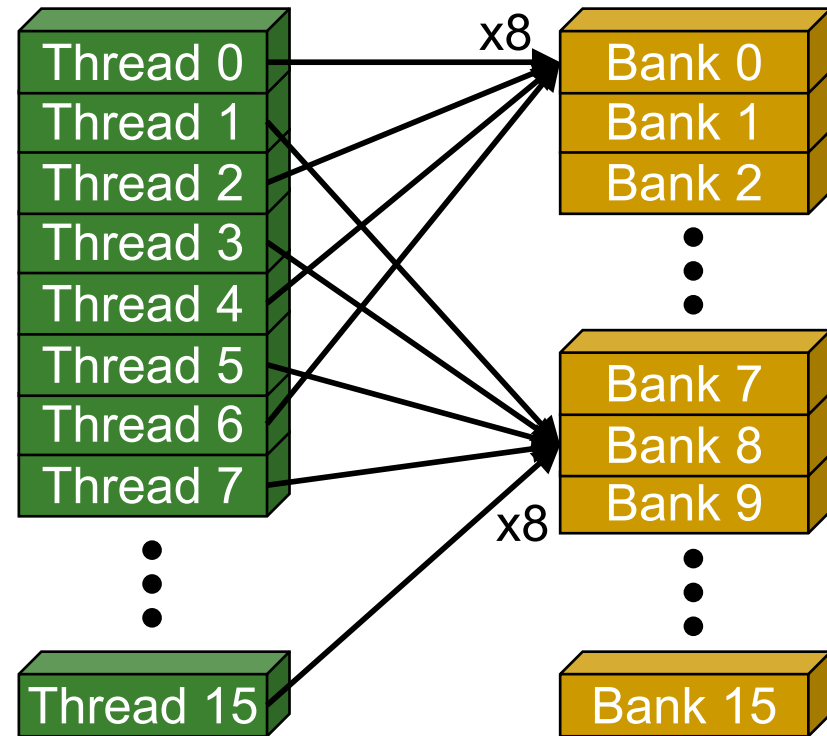 x8
Thread 0
Thread 1
Thread 2
Thread 3
Thread 4
Thread 5
Thread 6
Thread 7
Thread 15
Bank 0
Bank 1
Bank 2
Bank 7
Bank 8
Bank 9
x8
Bank 15